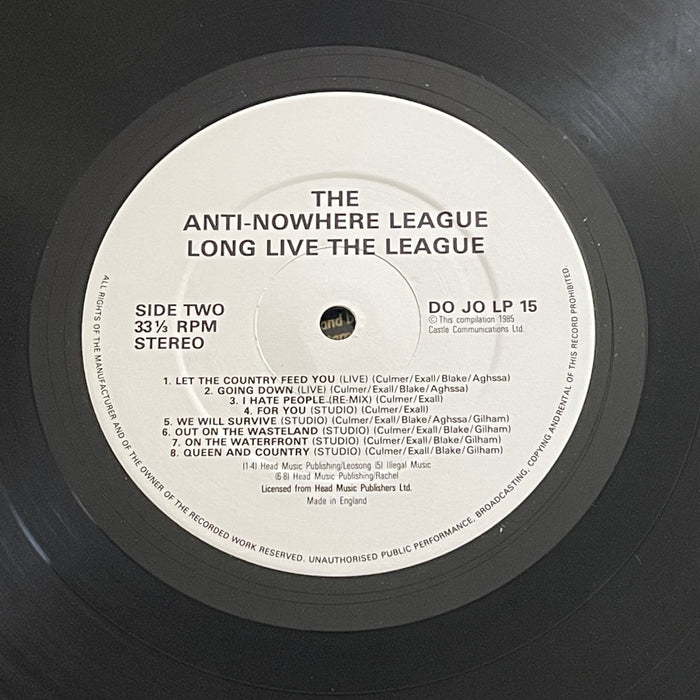 THE
ANTI-NOWHERE LEAGUE
LONG LIVE THE LEAGUE
SIDE TWO
33⅓ RPM
STEREO
DO JO LP 15
© This compilation 1985
Castle Communications Ltd.
and
1. LET THE COUNTRY FEED YOU (LIVE) (Culmer/Exall/Blake/Aghssa)
2. GOING DOWN (LIVE) (Culmer/Exall/Blake/Aghssa)
3. I HATE PEOPLE (RE-MIX) (Culmer/Exall)
4. FOR YOU (STUDIO) (Culmer/Exall)
5. WE WILL SURVIVE (STUDIO) (Culmer/Exall/Blake/Aghssa/Gilham)
6. OUT ON THE WASTELAND (STUDIO) (Culmer/Exall/Blake/Gilham)
7. ON THE WATERFRONT (STUDIO) (Culmer/Exall/Blake/Gilham)
8. QUEEN AND COUNTRY (STUDIO) (Culmer/Exall/Blake/Gilham)
(1-4) Head Music Publishing/Leosong (5) Illegal Music
(6-8) Head Music Publishing/Rachel
Licensed from Head Music Publishers Ltd.
Made in England
ALL RIGHTS OF THE MANUFACTURER AND OF THE OWNER OF THE RECORDED WORK RESERVED. UNAUTHORISED PUBLIC PERFORMANCE, BROADCASTING, COPYING ANDRENTAL OF THIS RECORD PROHIBITED.